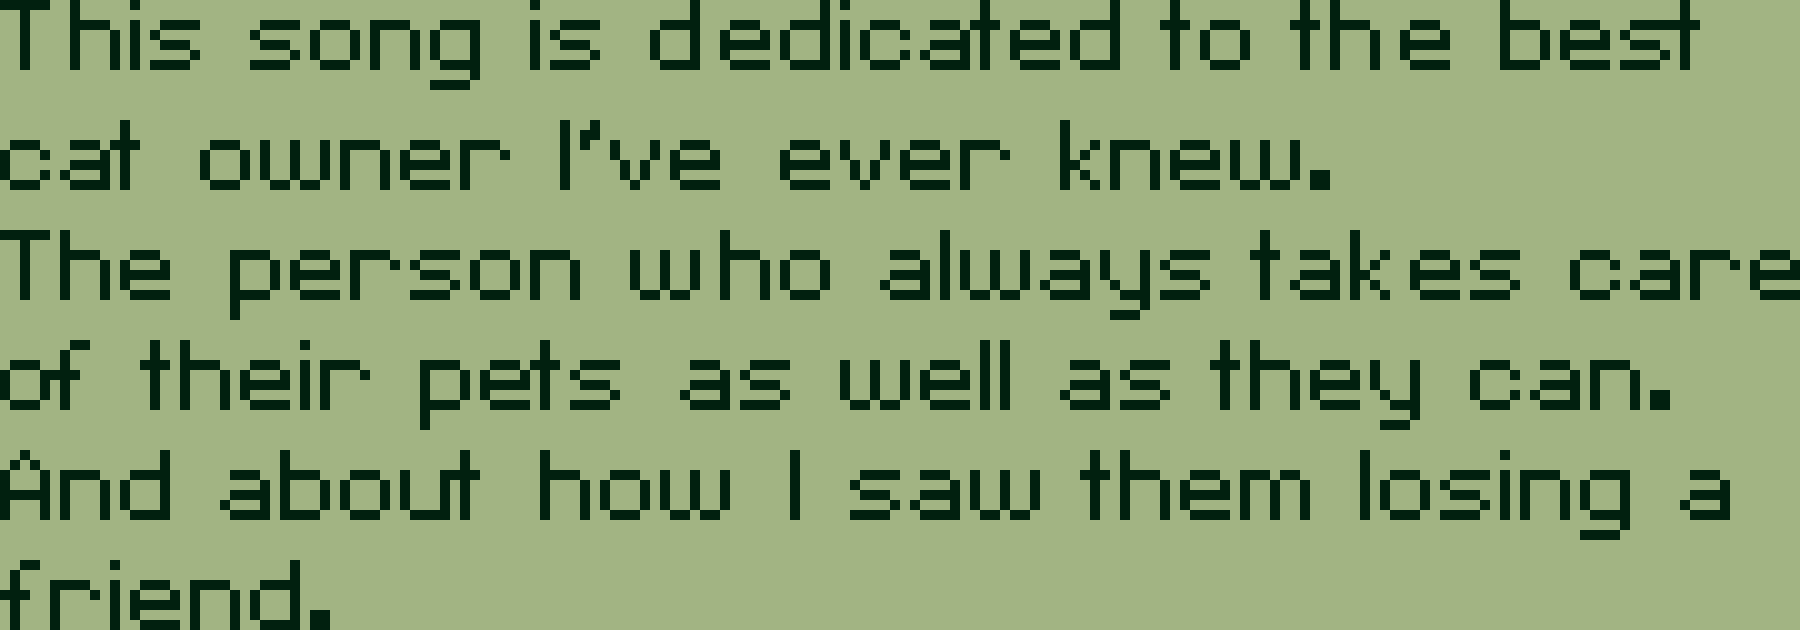 This song is dedicated to the best
cat owner I've ever knew.
The person who always takes care
of their pets as well as they can.
And about how I saw them losing a
friend.